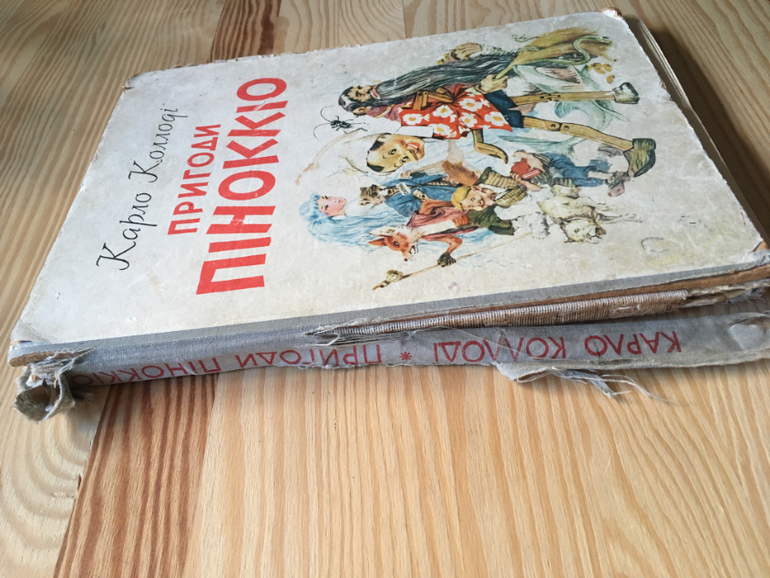 Карло Коллоді
ПРИГОДИ
ПІНОККІО
КАРЛО КОЛЛОДІ * ПРИГОДИ ПІНОККІО